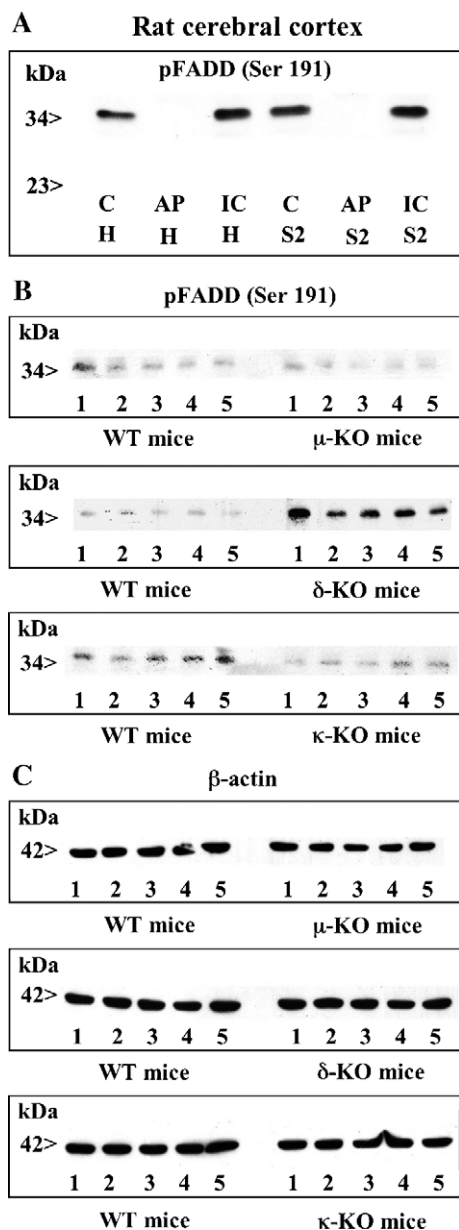 A Rat cerebral cortex
kDa pFADD (Ser 191)
34>
23>
C AP IC C AP IC
H H H S2 S2 S2
B pFADD (Ser 191)
kDa
34>
1 2 3 4 5 1 2 3 4 5
WT mice μ-KO mice
kDa
34>
1 2 3 4 5 1 2 3 4 5
WT mice δ-KO mice
kDa
34>
1 2 3 4 5 1 2 3 4 5
WT mice κ-KO mice
C β-actin
kDa
42>
1 2 3 4 5 1 2 3 4 5
WT mice μ-KO mice
kDa
42>
1 2 3 4 5 1 2 3 4 5
WT mice δ-KO mice
kDa
42>
1 2 3 4 5 1 2 3 4 5
WT mice κ-KO mice